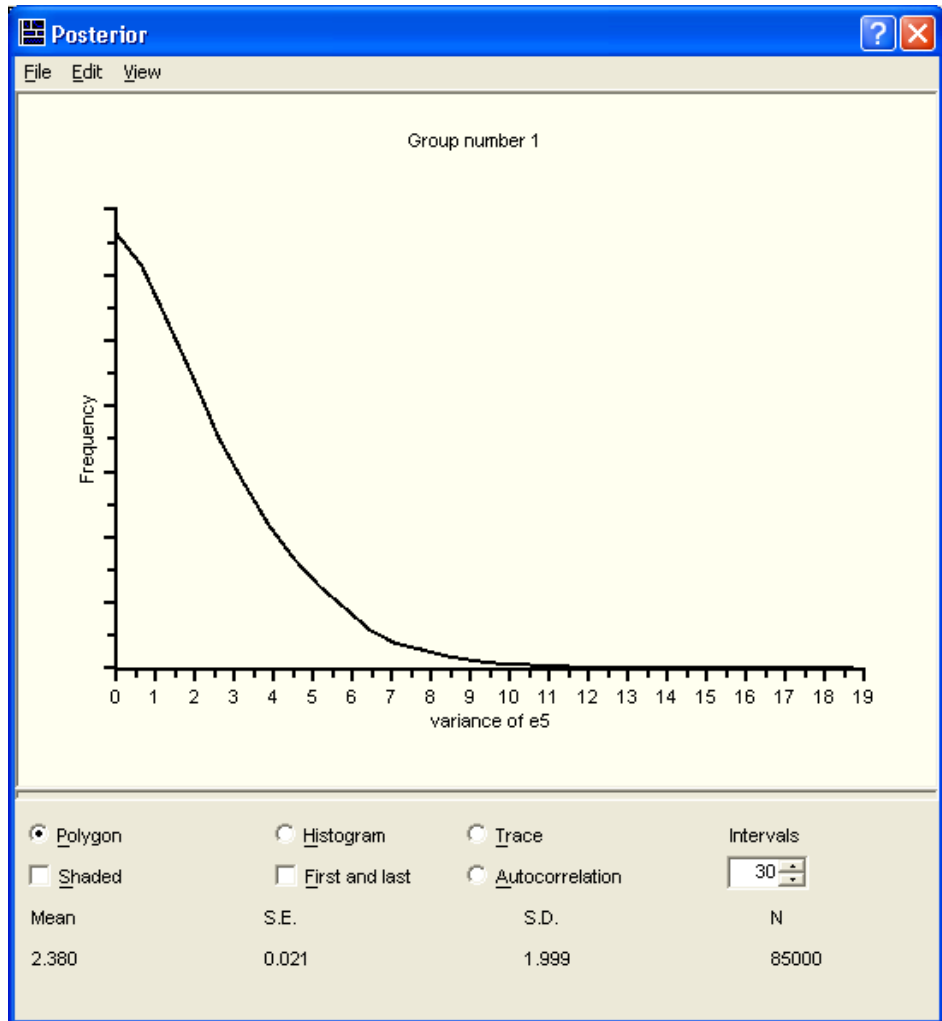 Posterior
File Edit View
Group number 1
Frequency
0 1 2 3 4 5 6 7 8 9 10 11 12 13 14 15 16 17 18 19
variance of e5
Polygon Histogram Trace Intervals
Shaded First and last Autocorrelation 30
Mean S.E. S.D. N
2.380 0.021 1.999 85000